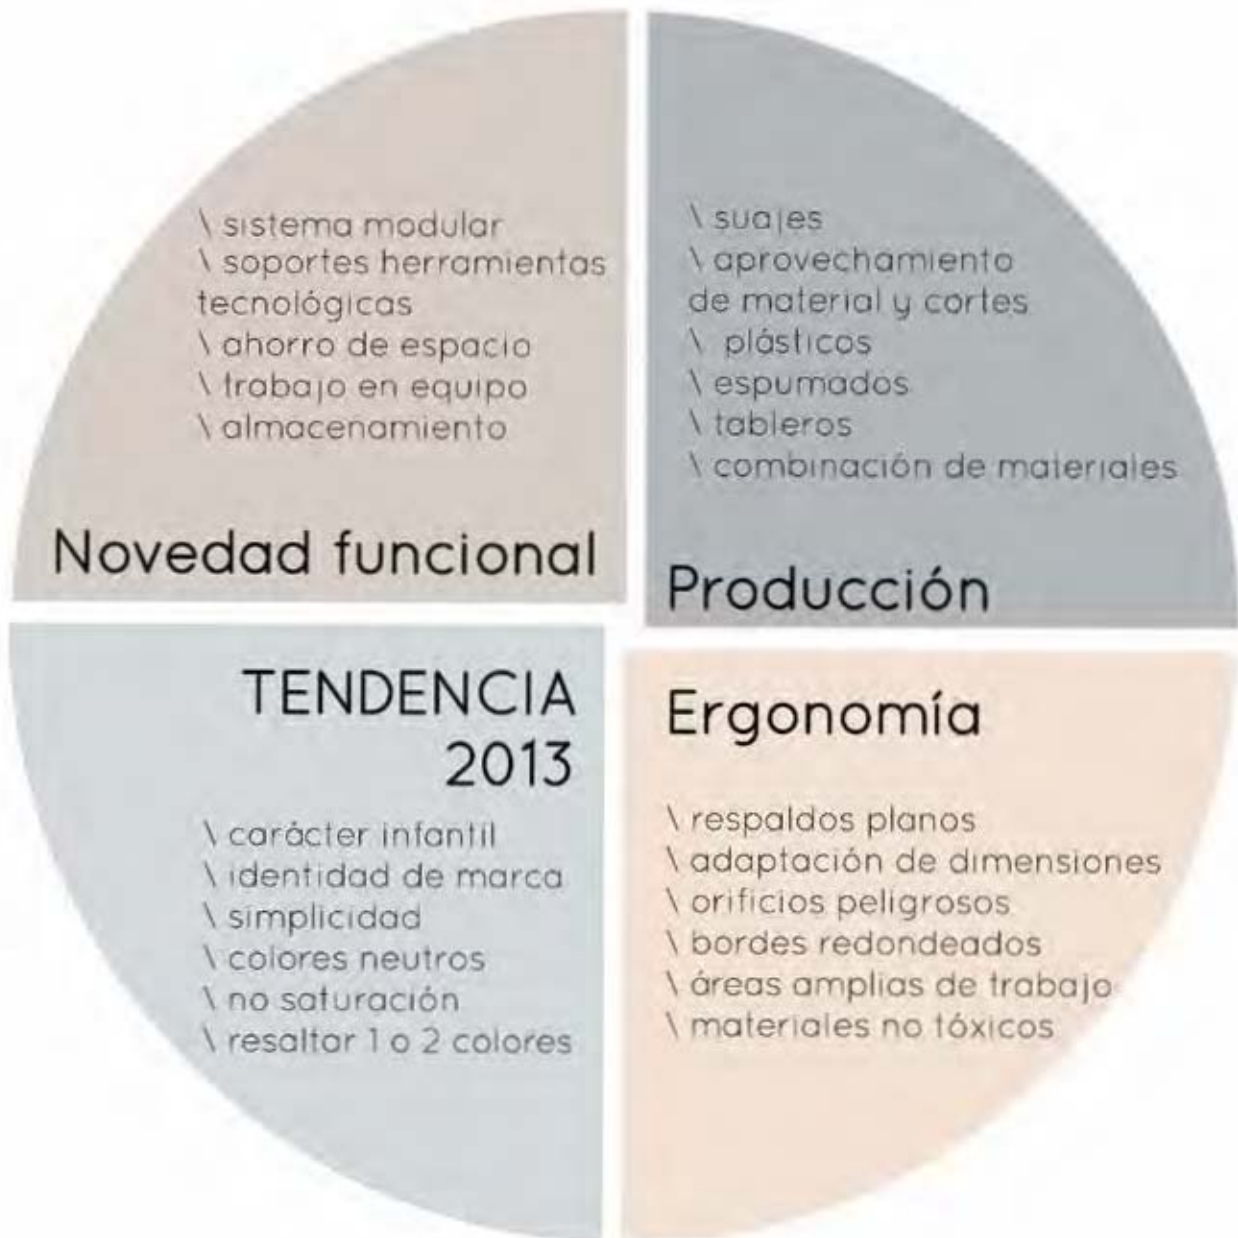 \ sistema modular
\ soportes herramientas
tecnológicas
\ ahorro de espacio
\ trabajo en equipo
\ almacenamiento
Novedad funcional
\ suajes
\ aprovechamiento
de material y cortes
\ plásticos
\ espumados
\ tableros
\ combinación de materiales
Producción
TENDENCIA
2013
\ carácter infantil
\ identidad de marca
\ simplicidad
\ colores neutros
\ no saturación
\ resaltar 1 o 2 colores
Ergonomía
\ respaldos planos
\ adaptación de dimensiones
\ orificios peligrosos
\ bordes redondeados
\ áreas amplias de trabajo
\ materiales no tóxicos